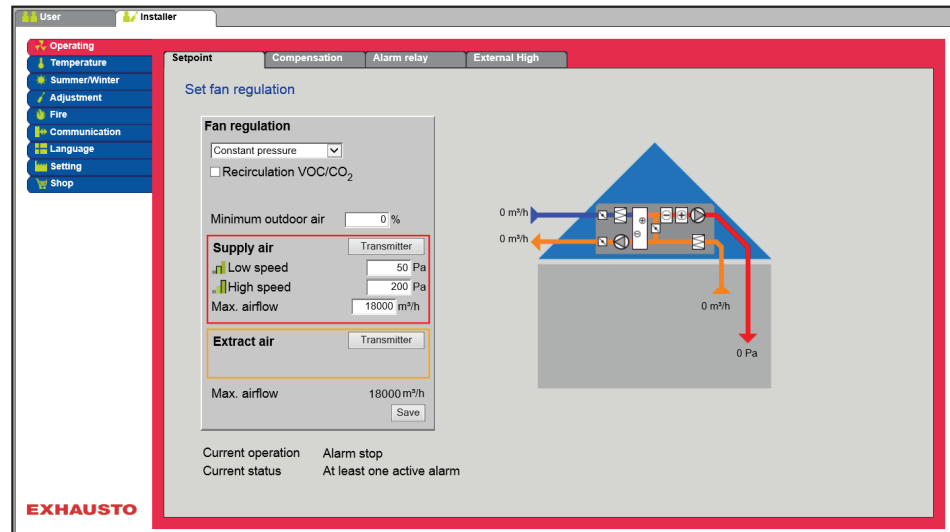 User
Installer
Operating
Temperature
Summer/Winter
Adjustment
Fire
Communication
Language
Setting
Shop
Setpoint
Compensation
Alarm relay
External High
Set fan regulation
Fan regulation
Constant pressure
Recirculation VOC/CO₂
Minimum outdoor air 0 %
Supply air Transmitter
Low speed 50 Pa
High speed 200 Pa
Max. airflow 18000 m³/h
Extract air Transmitter
Max. airflow 18000 m³/h
Save
Current operation Alarm stop
Current status At least one active alarm
0 m³/h
0 m³/h
0 m³/h
0 Pa
EXHAUSTO